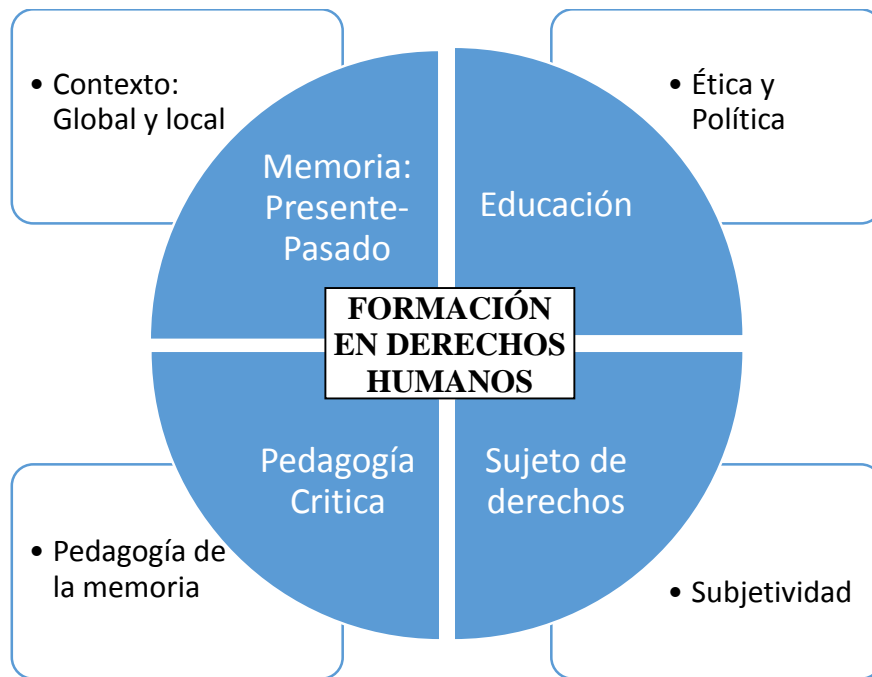 • Contexto:
Global y local
• Ética y
Política
Memoria:
Presente-
Pasado
Educación
FORMACIÓN
EN DERECHOS
HUMANOS
Pedagogía
Critica
Sujeto de
derechos
• Pedagogía de
la memoria
• Subjetividad